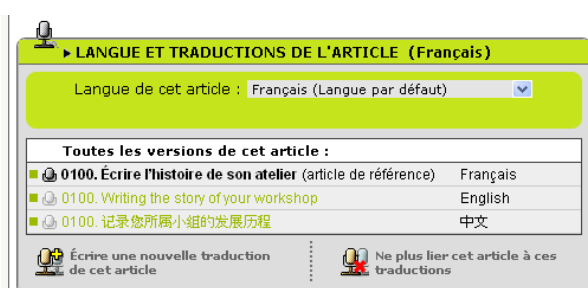 ▸ LANGUE ET TRADUCTIONS DE L'ARTICLE (Français)
Langue de cet article : Français (Langue par défaut)
Toutes les versions de cet article :
0100. Écrire l'histoire de son atelier (article de référence) Français
0100. Writing the story of your workshop English
0100. 记录您所属小组的发展历程 中文
Écrire une nouvelle traduction
de cet article
Ne plus lier cet article à ces
traductions